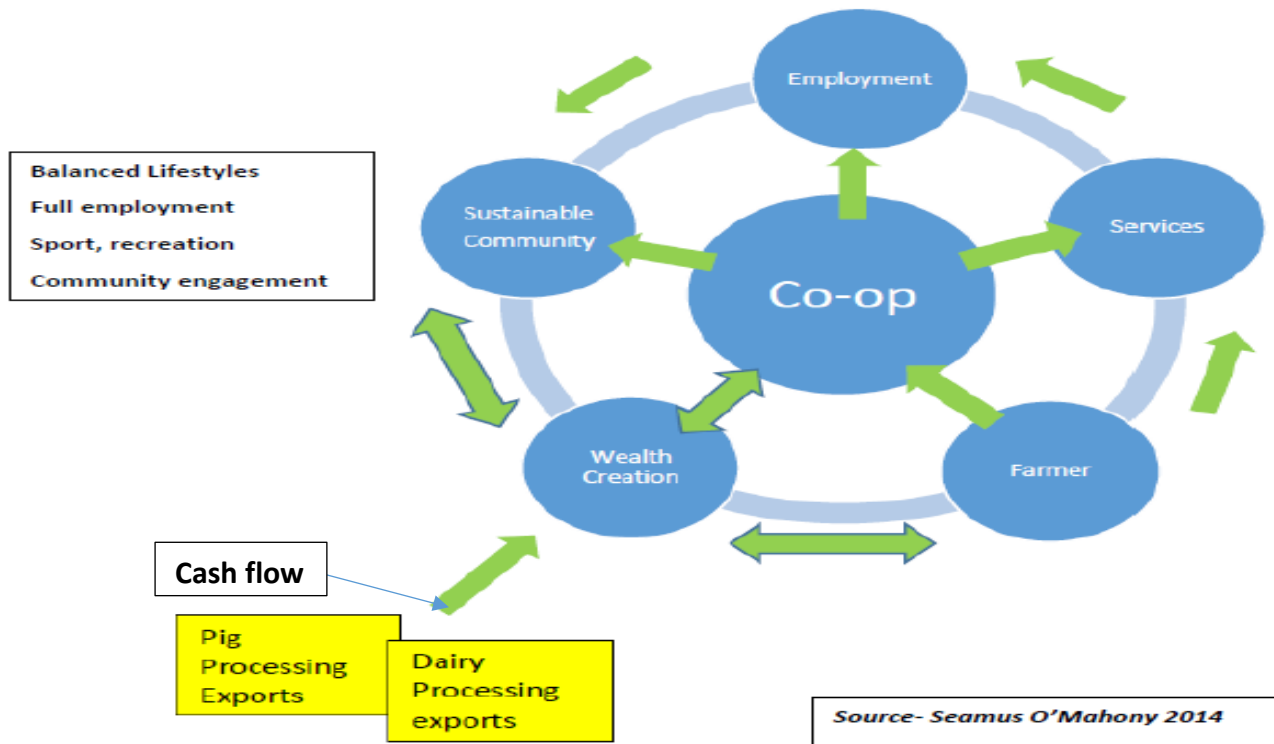 Employment
Balanced Lifestyles
Full employment
Sport, recreation
Community engagement
Sustainable
Community
Services
Co-op
Wealth
Creation
Farmer
Cash flow
Pig
Processing
Exports
Dairy
Processing
exports
Source- Seamus O’Mahony 2014